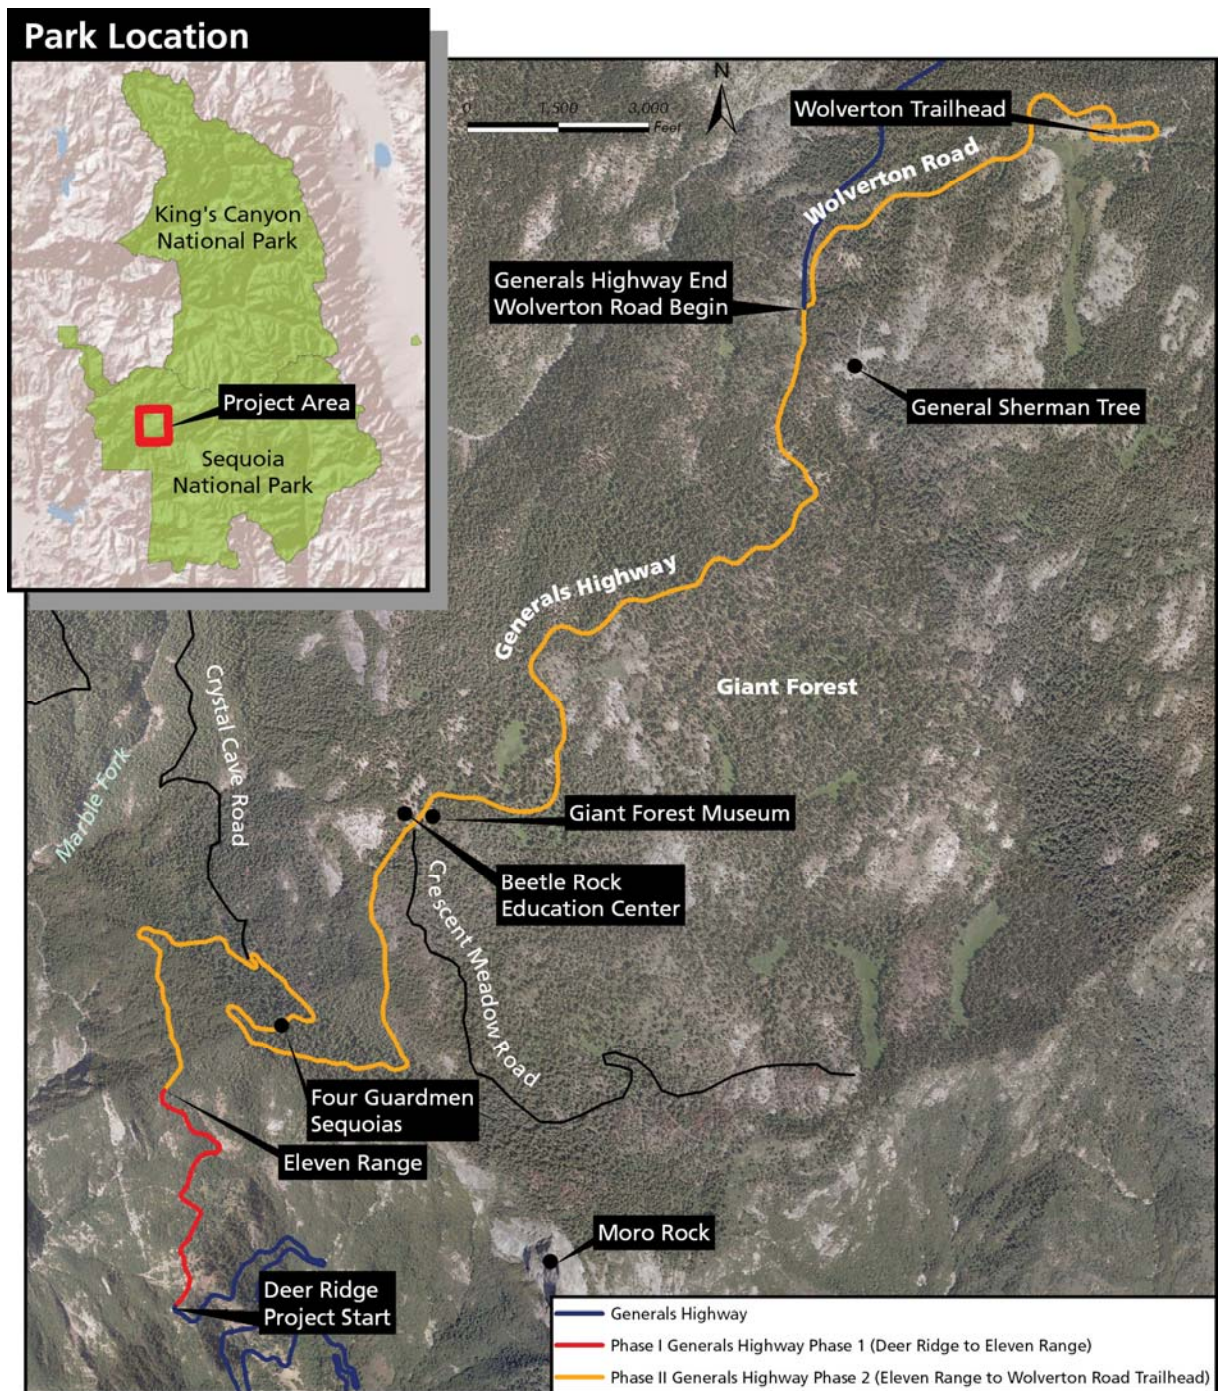 Park Location
King's Canyon
National Park
Project Area
Sequoia
National Park
N
0 1,500 3,000
Feet
Wolverton Trailhead
Wolverton Road
Generals Highway End
Wolverton Road Begin
General Sherman Tree
Generals Highway
Giant Forest
Crystal Cave Road
Marble Fork
Giant Forest Museum
Beetle Rock
Education Center
Crescent Meadow Road
Four Guardmen
Sequoias
Eleven Range
Moro Rock
Deer Ridge
Project Start
Generals Highway
Phase I Generals Highway Phase 1 (Deer Ridge to Eleven Range)
Phase II Generals Highway Phase 2 (Eleven Range to Wolverton Road Trailhead)